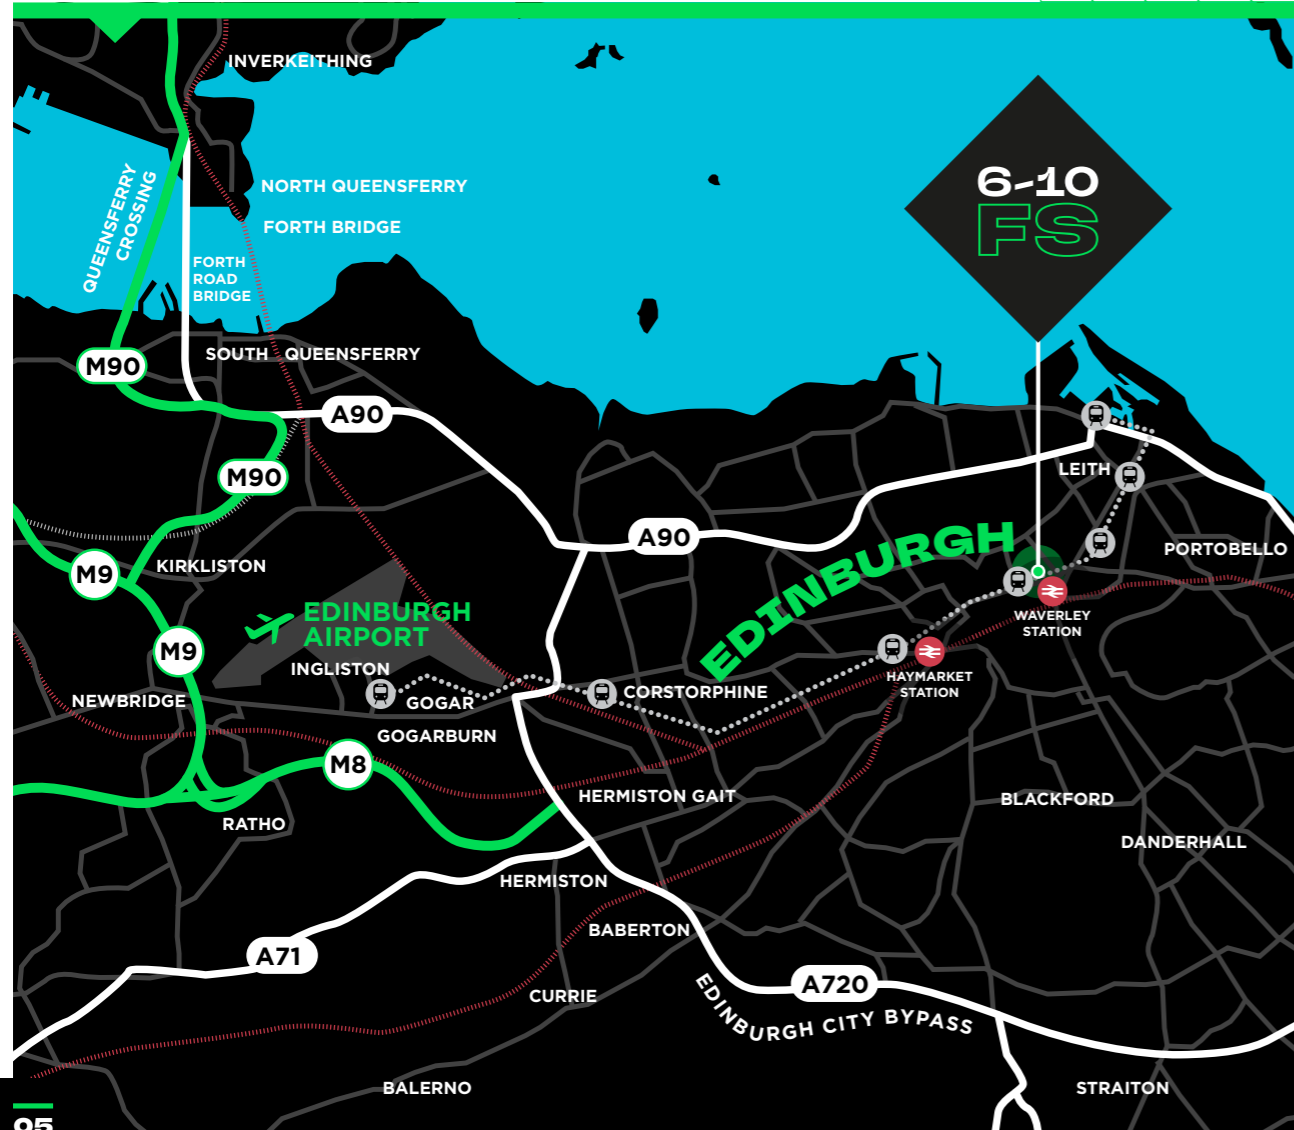 INVERKEITHING
6-10
FS
NORTH QUEENSFERRY
QUEENSFERRY
CROSSING
FORTH BRIDGE
FORTH
ROAD
BRIDGE
SOUTH QUEENSFERRY
M90
A90
LEITH
M90
A90
EDINBURGH
PORTOBELLO
KIRKLISTON
M9
EDINBURGH
AIRPORT
WAVERLEY
STATION
M9
INGLISTON
HAYMARKET
STATION
NEWBRIDGE
GOGAR
CORSTORPHINE
GOGARBURN
M8
HERMISTON GAIT
BLACKFORD
RATHO
DANDERHALL
HERMISTON
BABERTON
A71
A720
CURRIE
EDINBURGH CITY BYPASS
BALERNO
STRAITON
05